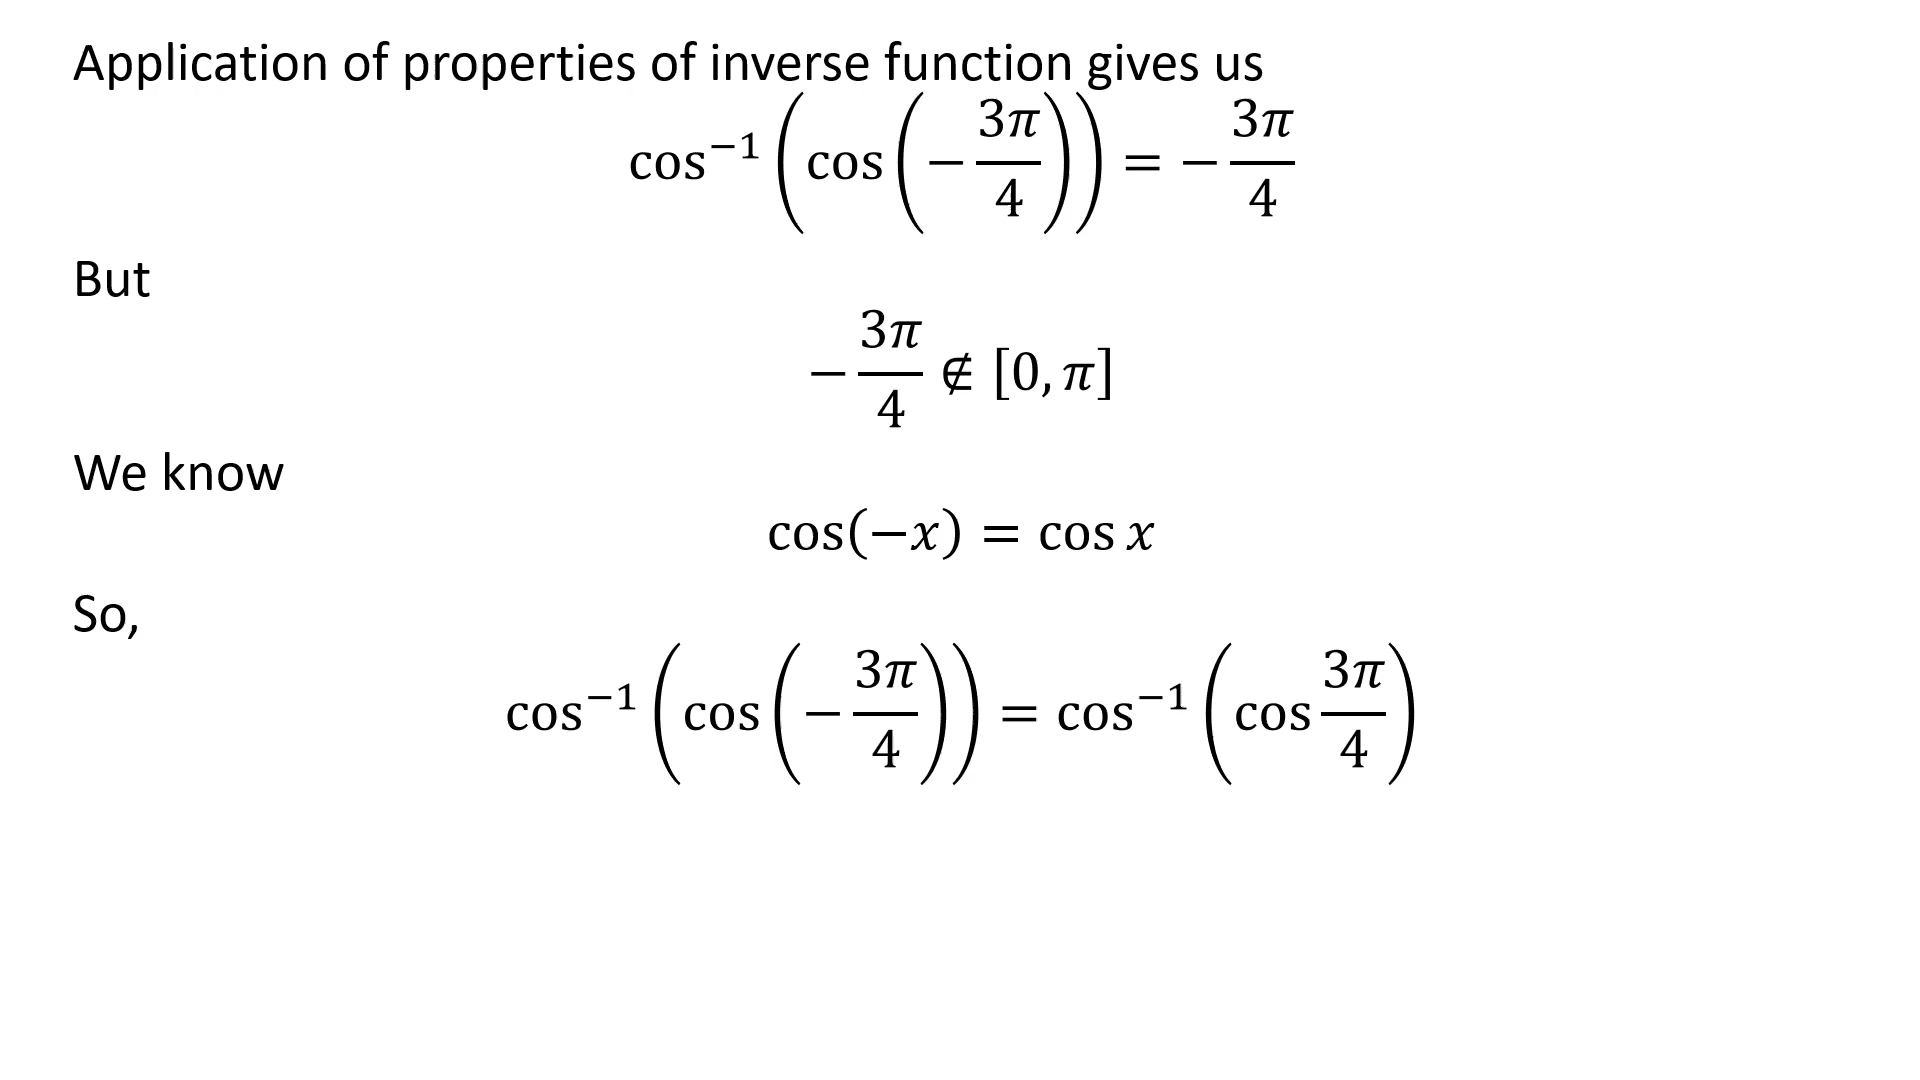 Application of properties of inverse function gives us
cos⁻¹(cos(−3π/4)) = −3π/4
But
−3π/4 ∉ [0, π]
We know
cos(−x) = cos x
So,
cos⁻¹(cos(−3π/4)) = cos⁻¹(cos 3π/4)